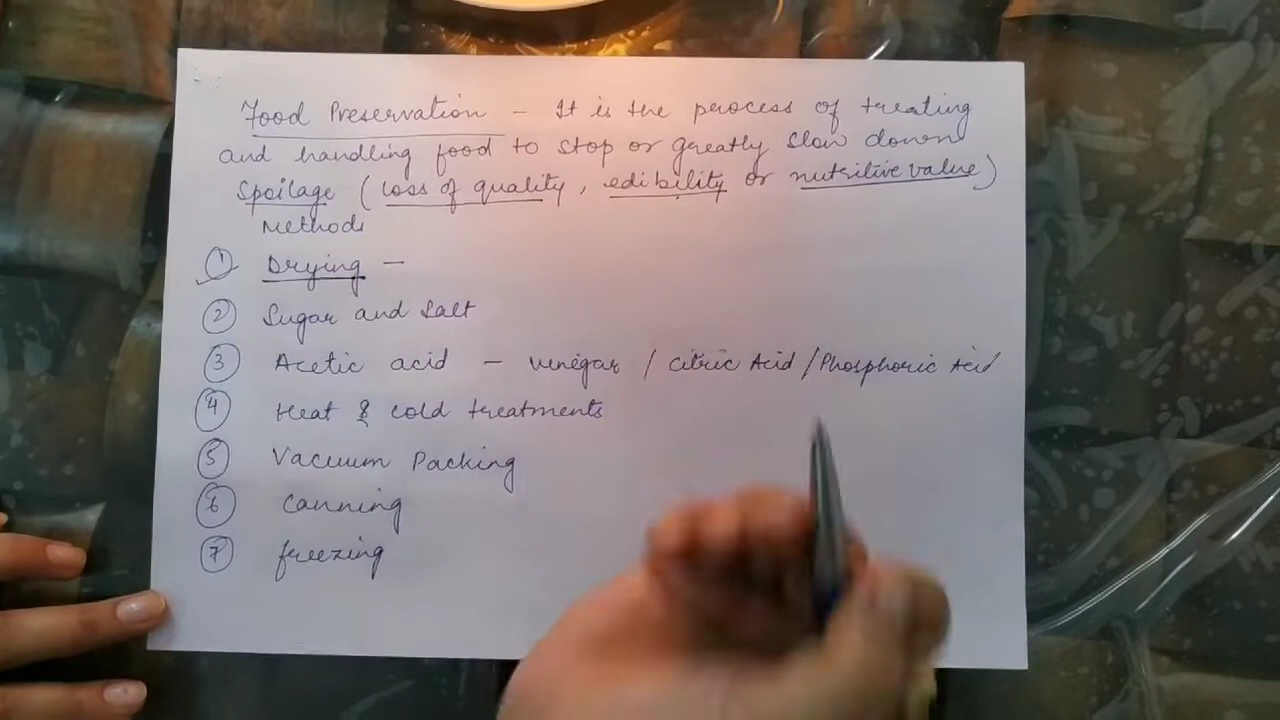 Food Preservation - It is the process of treating
and handling food to stop or greatly slow down
spoilage (loss of quality, edibility or nutritive value)
Methods
① Drying -
② Sugar and Salt
③ Acetic acid - venegar / Citric Acid / Phosphoric Acid
④ Heat & cold treatments
⑤ Vacuum Packing
⑥ Canning
⑦ freezing